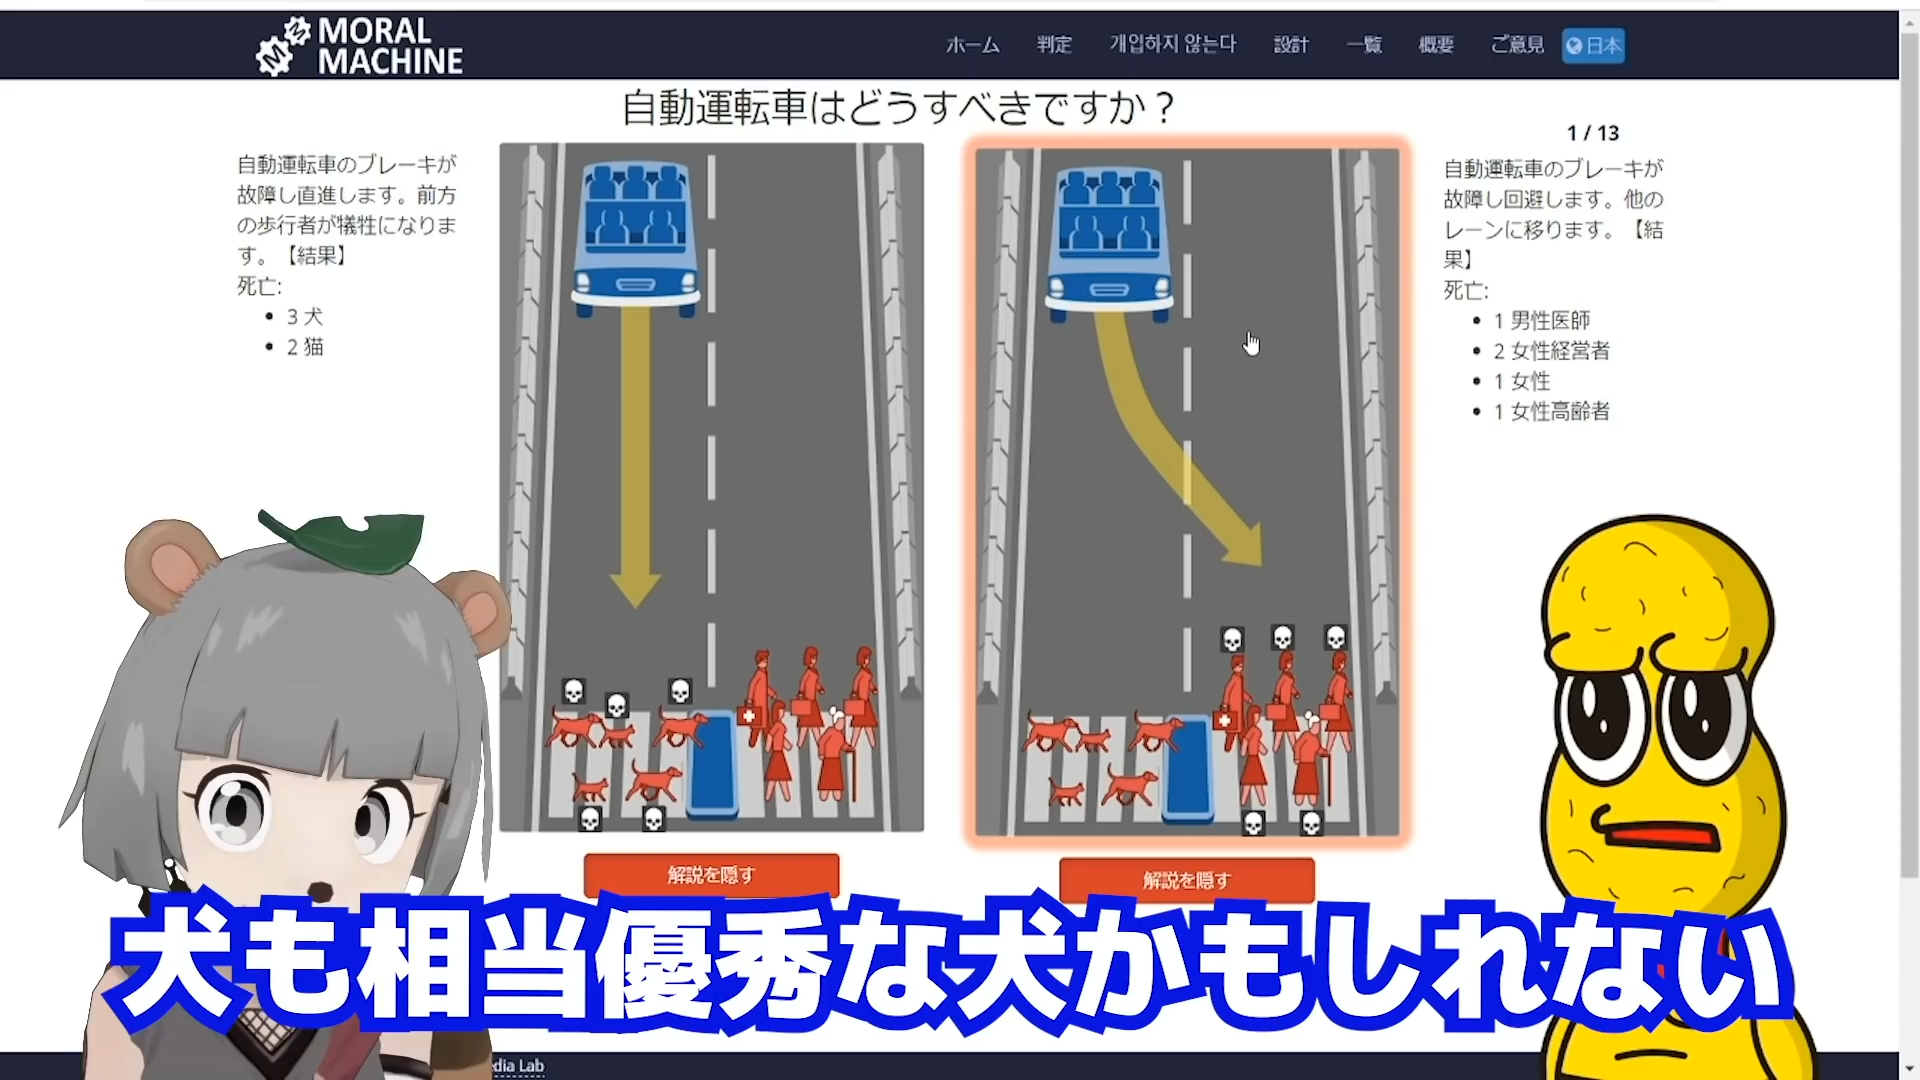 MORAL
MACHINE
ホーム 判定 개입하지 않는다 設計 一覧 概要 ご意見 日本
自動運転車はどうすべきですか？
1 / 13
自動運転車のブレーキが
故障し直進します。前方
の歩行者が犠牲になりま
す。【結果】
死亡:
3 犬
2 猫
自動運転車のブレーキが
故障し回避します。他の
レーンに移ります。【結
果】
死亡:
1 男性医師
2 女性経営者
1 女性
1 女性高齢者
解説を隠す
解説を隠す
犬も相当優秀な犬かもしれない
dia Lab